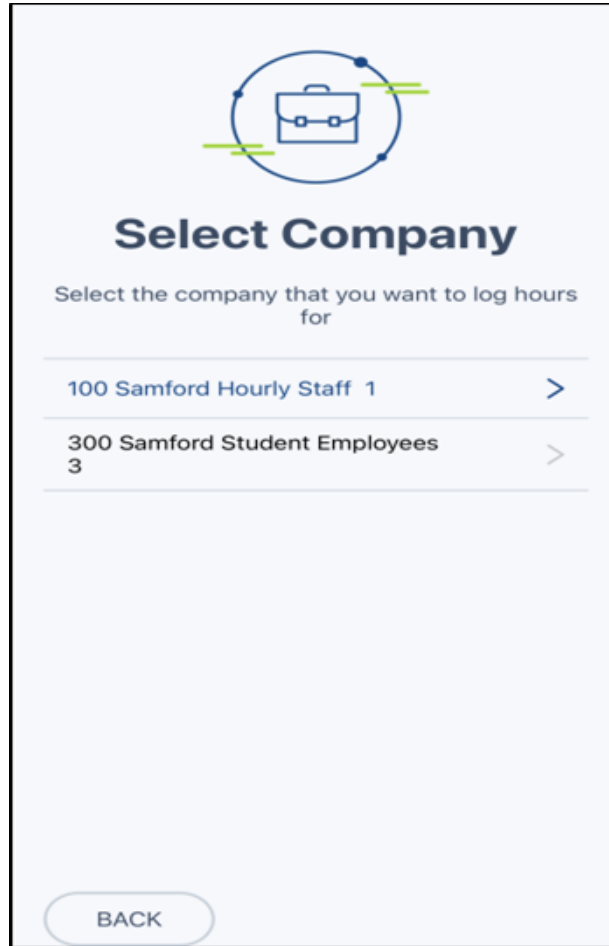 Select Company
Select the company that you want to log hours
for
100 Samford Hourly Staff 1
300 Samford Student Employees
3
BACK